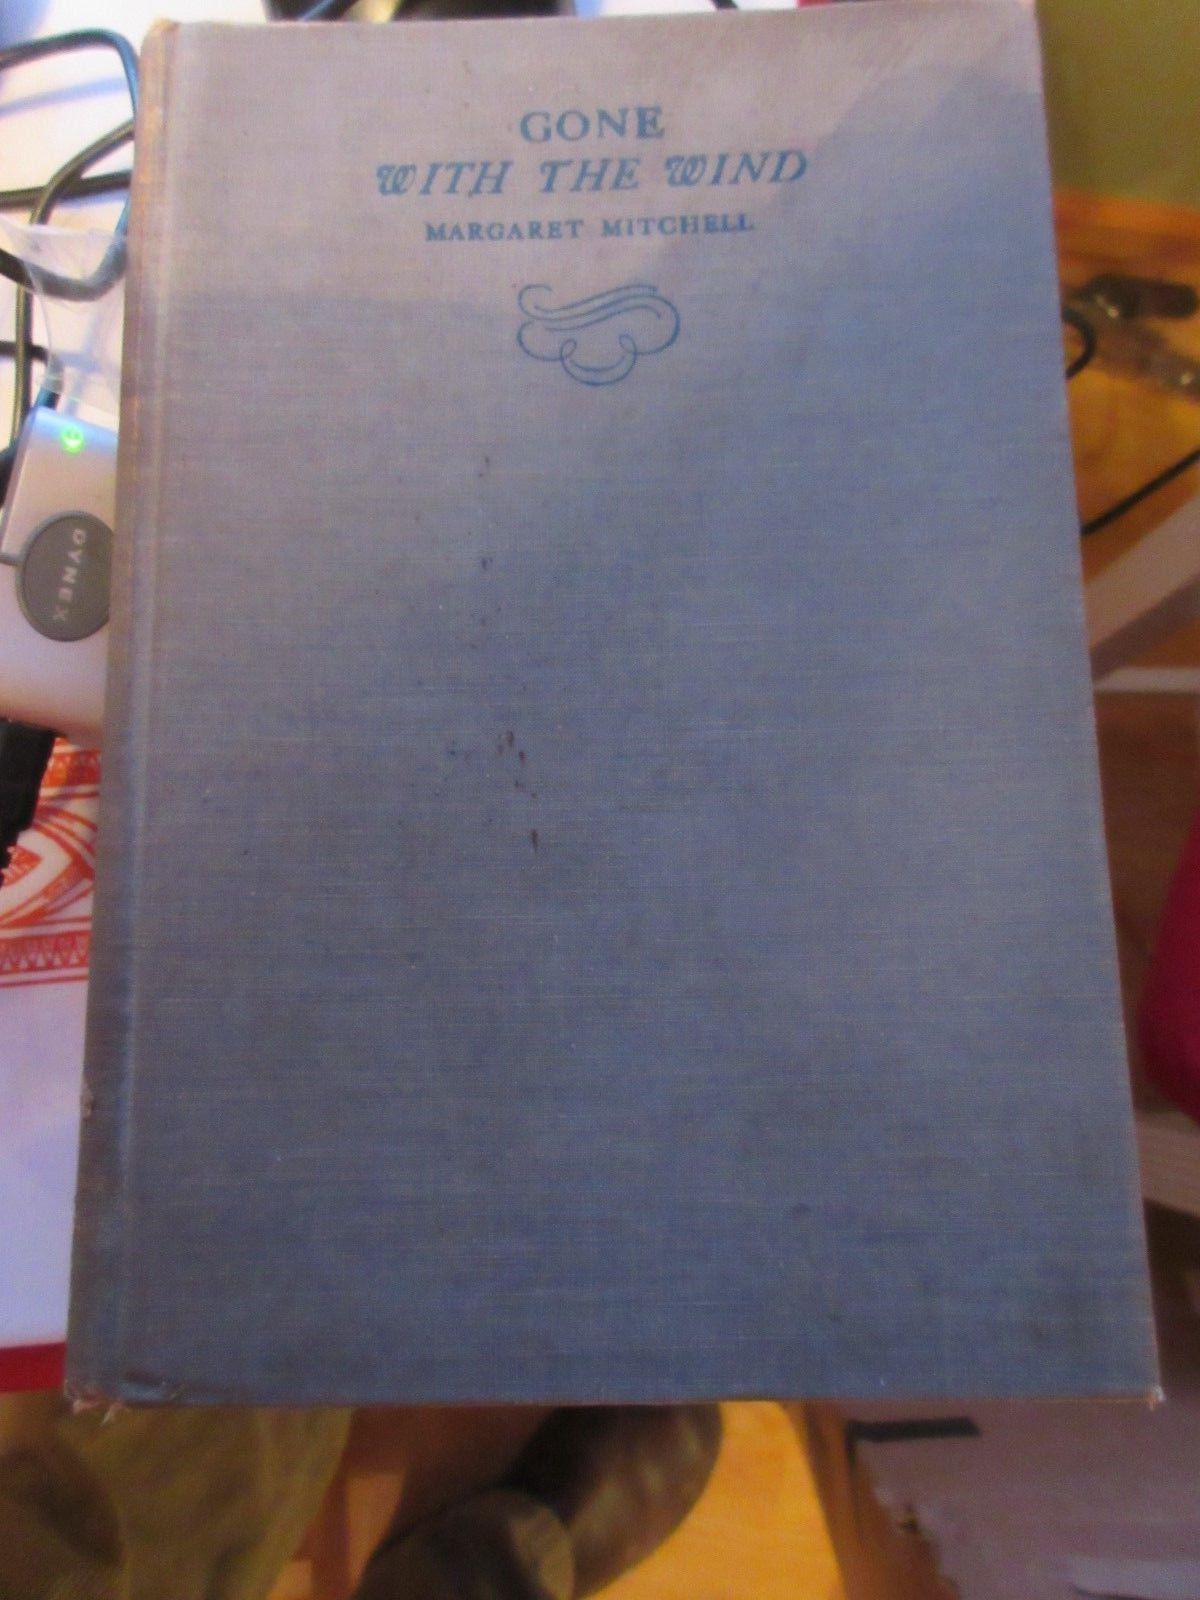 GONE
WITH THE WIND
MARGARET MITCHELL
DYNEX